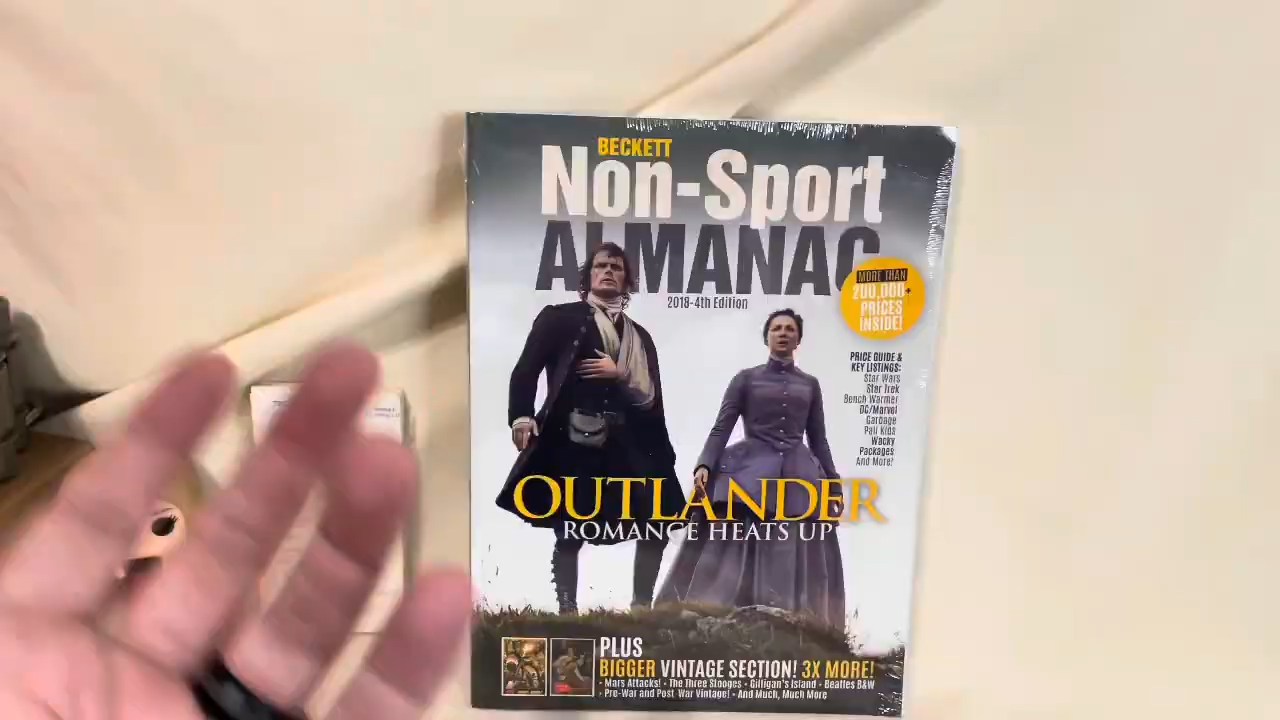 BECKETT
Non-Sport
ALMANAC
2018-4th Edition
MORE THAN
200,000+
PRICES
INSIDE!
PRICE GUIDE &
KEY LISTINGS:
Star Wars
Star Trek
Bench Warmer
DC/Marvel
Garbage
Pail Kids
Wacky
Packages
And More!
OUTLANDER
ROMANCE HEATS UP
PLUS
BIGGER VINTAGE SECTION! 3X MORE!
• Mars Attacks! • The Three Stooges • Gilligan's Island • Beatles B&W
• Pre-War and Post War Vintage! • And Much, Much More